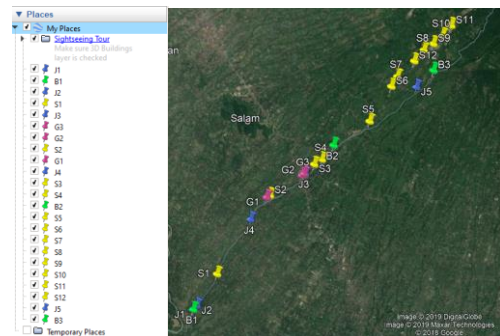 Places
My Places
Sightseeing Tour
Make sure 3D Buildings
layer is checked
J1
B1
J2
S1
J3
G3
G2
S2
G1
J4
S3
S4
B2
S5
S6
S7
S8
S9
S10
S11
S12
J5
B3
Temporary Places
S10 S11
S8 S9
S12
B3
S7
S6
J5
S5
Salam
S4
G3 B2
G2 S3
J3
G1 S2
J4
S1
J1 J2
B1
Image © 2019 DigitalGlobe
Image © 2019 Maxar Technologies
© 2018 Google